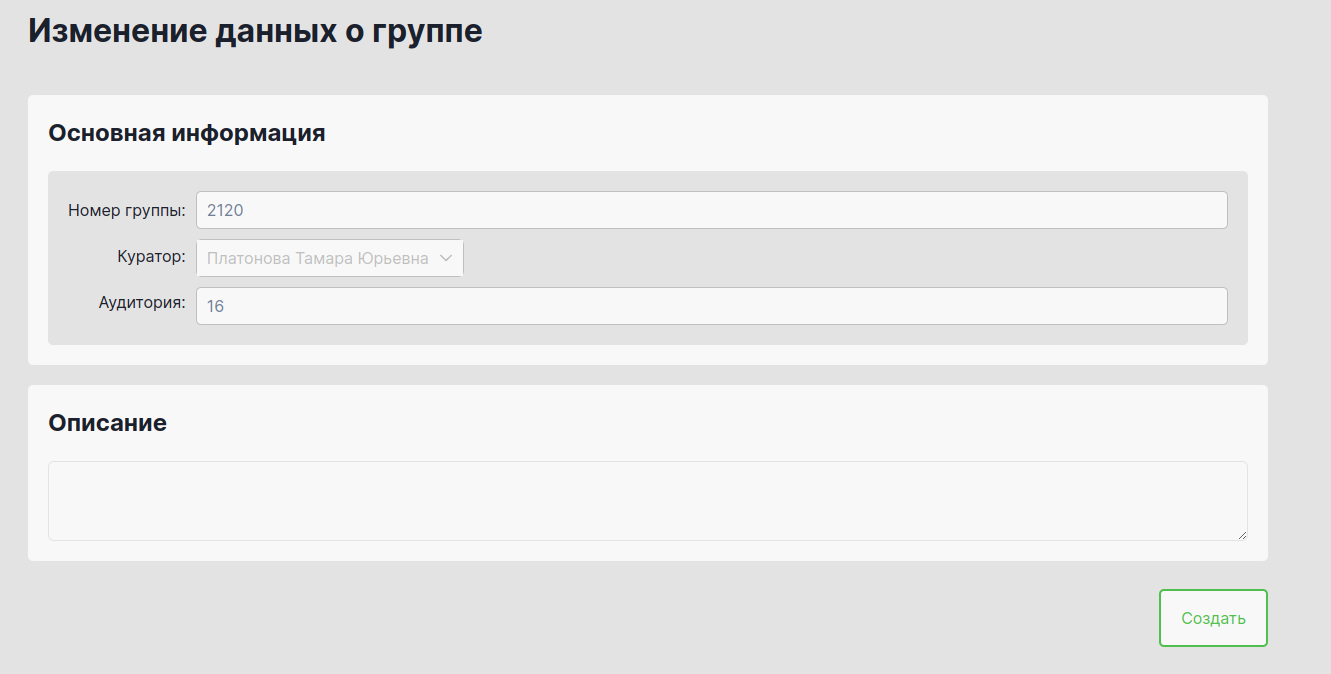 Изменение данных о группе
Основная информация
Номер группы: 2120
Куратор: Платонова Тамара Юрьевна
Аудитория: 16
Описание
Создать